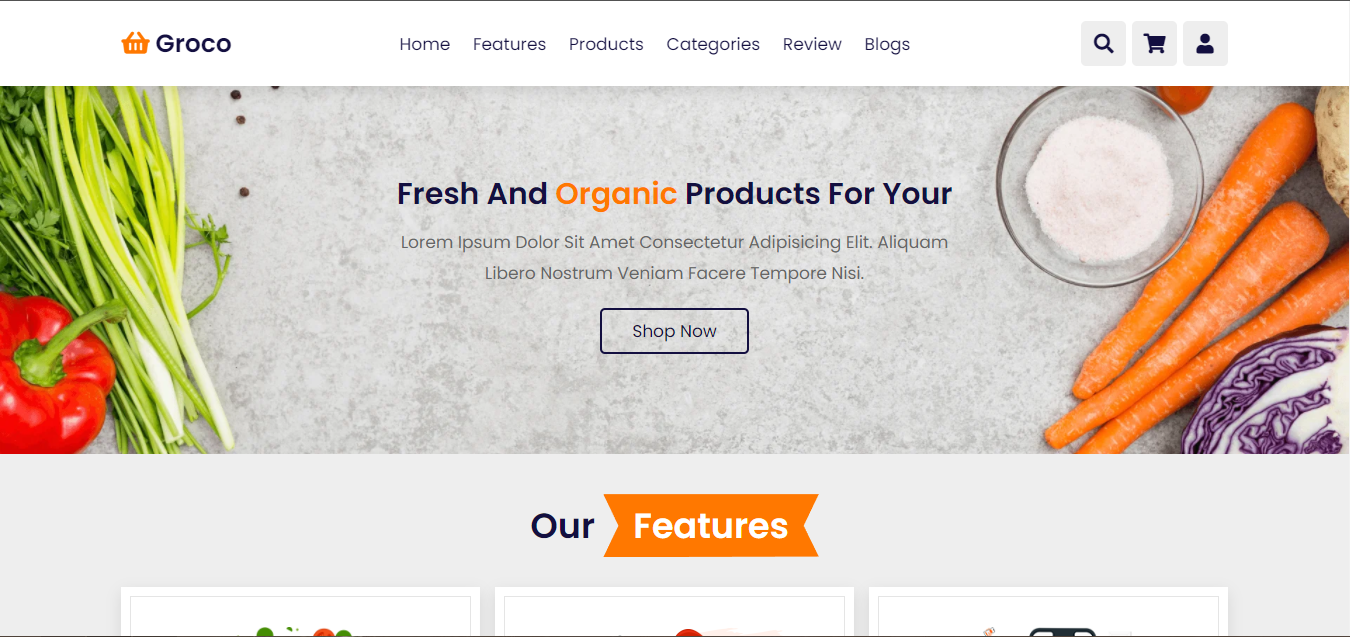 Groco
Home Features Products Categories Review Blogs
Fresh And Organic Products For Your
Lorem Ipsum Dolor Sit Amet Consectetur Adipisicing Elit. Aliquam
Libero Nostrum Veniam Facere Tempore Nisi.
Shop Now
Our Features